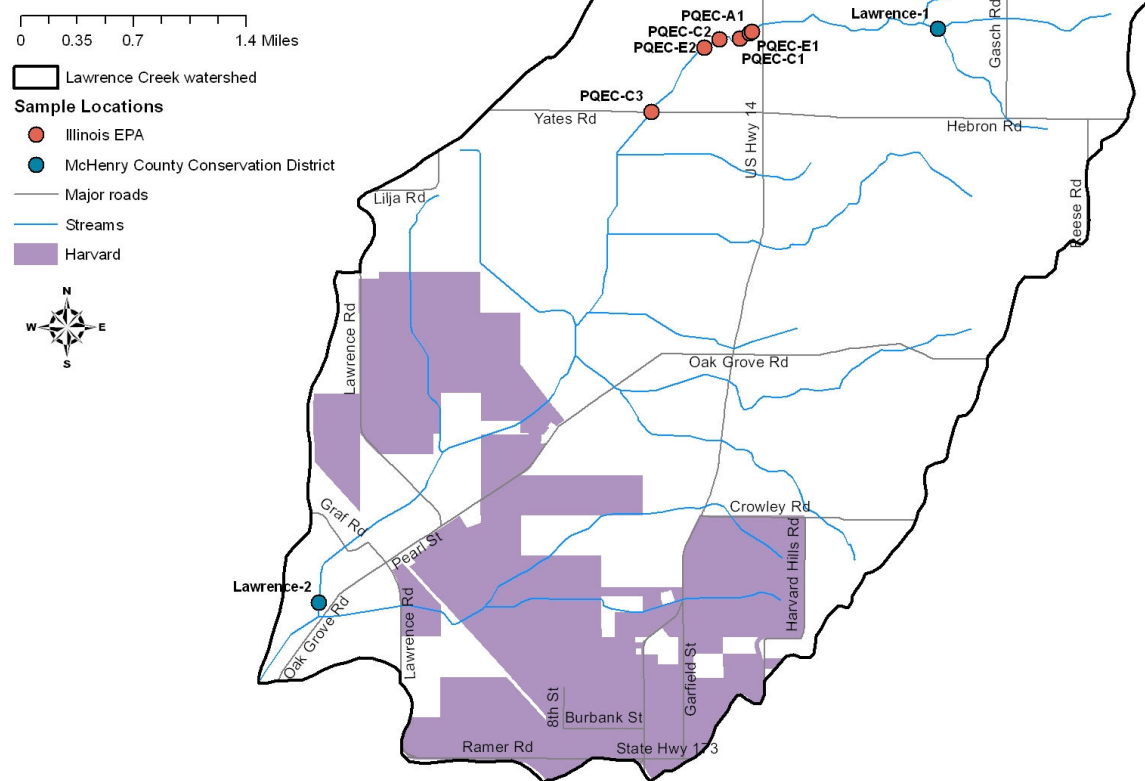 0 0.35 0.7 1.4 Miles
Lawrence Creek watershed
Sample Locations
Illinois EPA
McHenry County Conservation District
Major roads
Streams
Harvard
N
W E
S
PQEC-A1
Lawrence-1
PQEC-C2
PQEC-E2
PQEC-E1
PQEC-C1
Gasch Rd
PQEC-C3
Yates Rd
US Hwy 14
Hebron Rd
Lilja Rd
Reese Rd
Lawrence Rd
Oak Grove Rd
Graf Rd
Crowley Rd
Pearl St
Harvard Hills Rd
Lawrence-2
Oak Grove Rd
Lawrence Rd
Garfield St
8th St
Burbank St
Ramer Rd
State Hwy 173